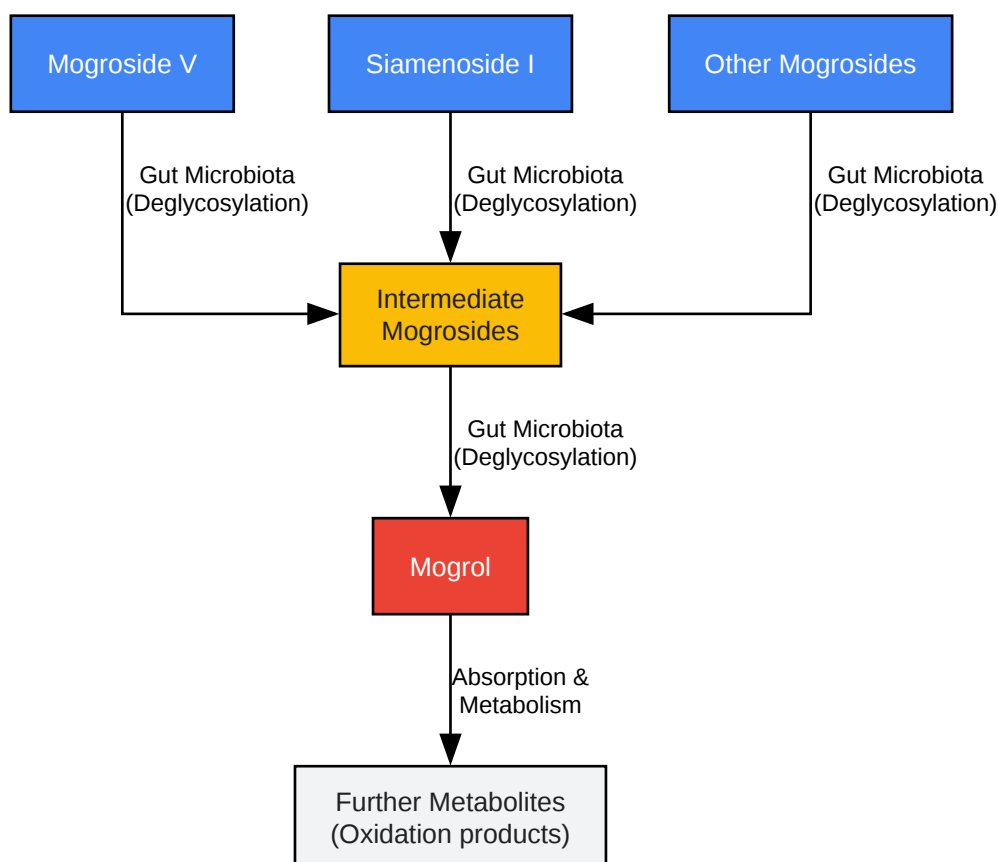 Mogroside V
Siamenoside I
Other Mogrosides
Gut Microbiota
(Deglycosylation)
Gut Microbiota
(Deglycosylation)
Gut Microbiota
(Deglycosylation)
Intermediate
Mogrosides
Gut Microbiota
(Deglycosylation)
Mogrol
Absorption &
Metabolism
Further Metabolites
(Oxidation products)